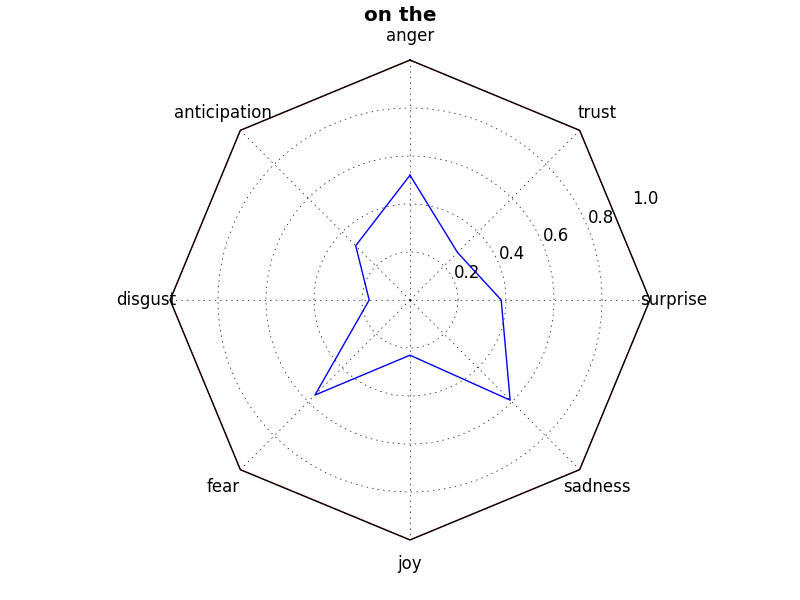 on the
anger
anticipation
trust
1.0
0.8
0.6
0.4
0.2
disgust
surprise
fear
sadness
joy